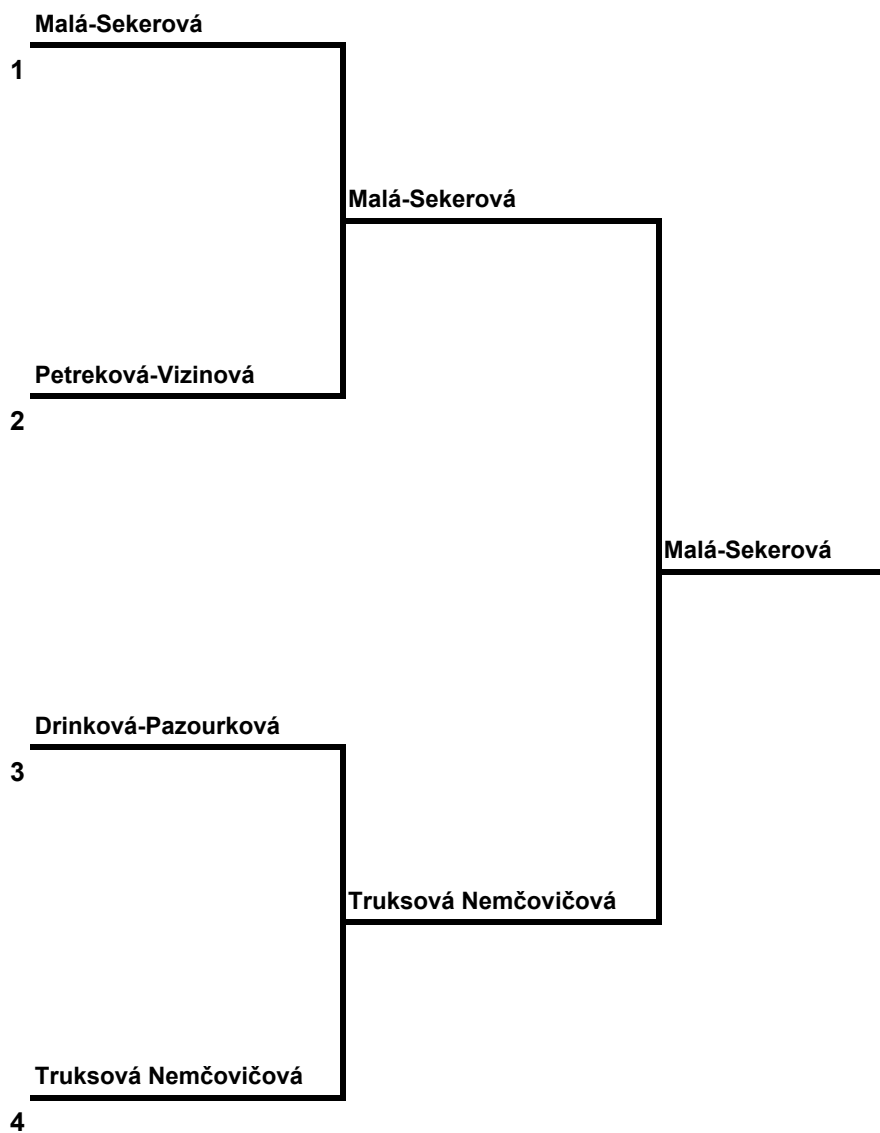 Malá-Sekerová
1
Malá-Sekerová
Petreková-Vizinová
2
Malá-Sekerová
Drinková-Pazourková
3
Truksová Nemčovičová
Truksová Nemčovičová
4